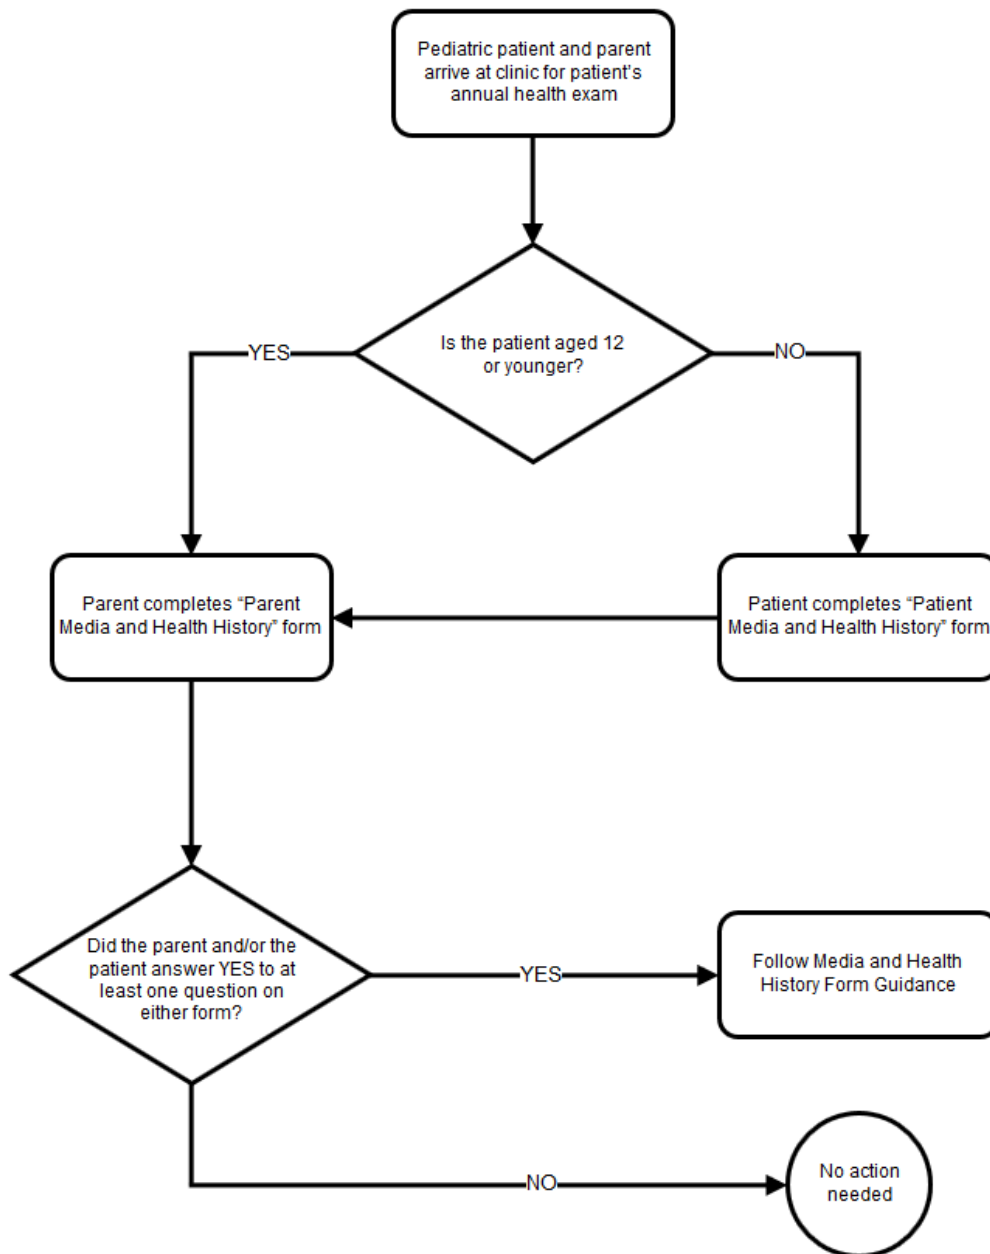 Pediatric patient and parent
arrive at clinic for patient’s
annual health exam
Is the patient aged 12
or younger?
YES
NO
Parent completes “Parent
Media and Health History” form
Patient completes “Patient
Media and Health History” form
Did the parent and/or the
patient answer YES to at
least one question on
either form?
YES
Follow Media and Health
History Form Guidance
NO
No action
needed